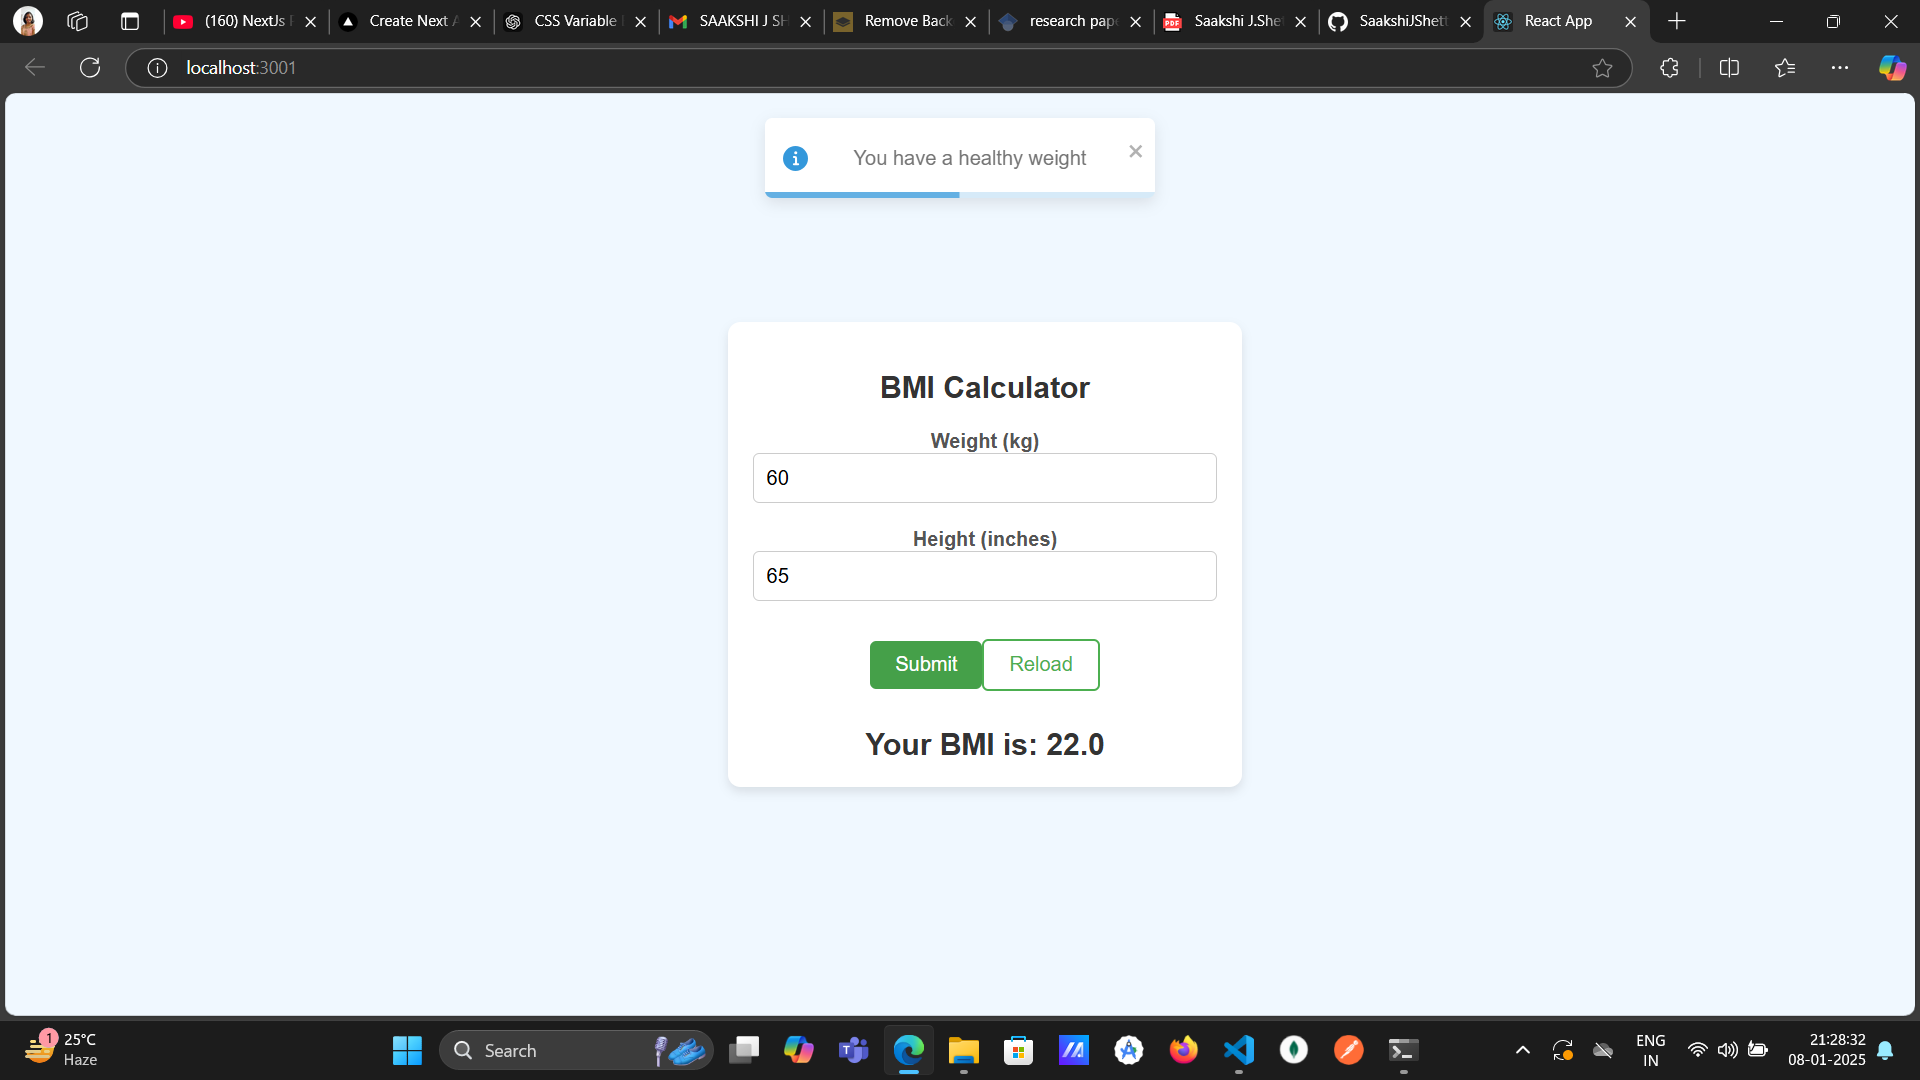 (160) NextJs
Create Next
CSS Variable
SAAKSHI J SH
Remove Back
research pap
Saakshi J.She
SaakshiJShett
React App
localhost:3001
You have a healthy weight
BMI Calculator
Weight (kg)
60
Height (inches)
65
Submit
Reload
Your BMI is: 22.0
1
25°C
Haze
Search
ENG
IN
21:28:32
08-01-2025